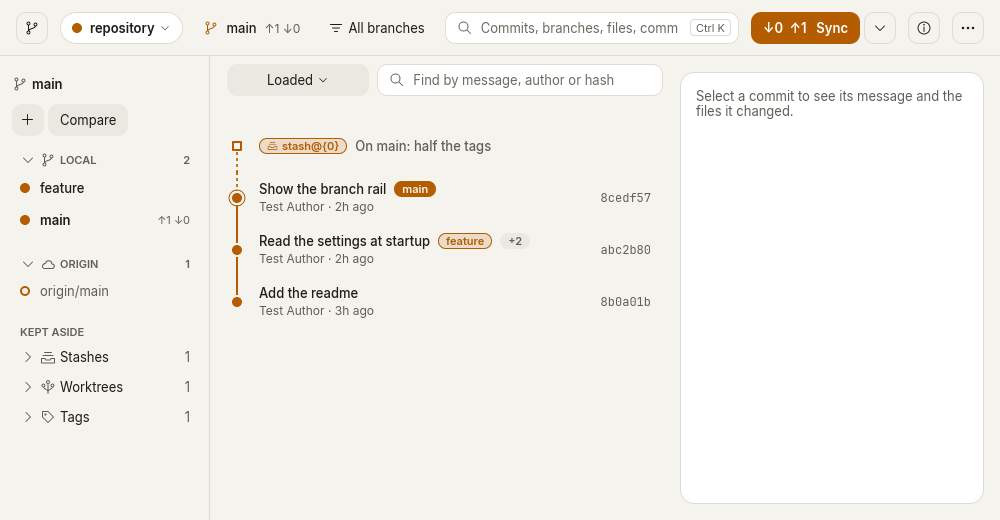 repository
main ↑1 ↓0
All branches
Commits, branches, files, comm Ctrl K
↓0 ↑1 Sync
main
Compare
LOCAL 2
feature
main ↑1 ↓0
ORIGIN 1
origin/main
KEPT ASIDE
Stashes 1
Worktrees 1
Tags 1
Loaded
Find by message, author or hash
stash@{0} On main: half the tags
Show the branch rail main
Test Author · 2h ago 8cedf57
Read the settings at startup feature +2
Test Author · 2h ago abc2b80
Add the readme
Test Author · 3h ago 8b0a01b
Select a commit to see its message and the
files it changed.